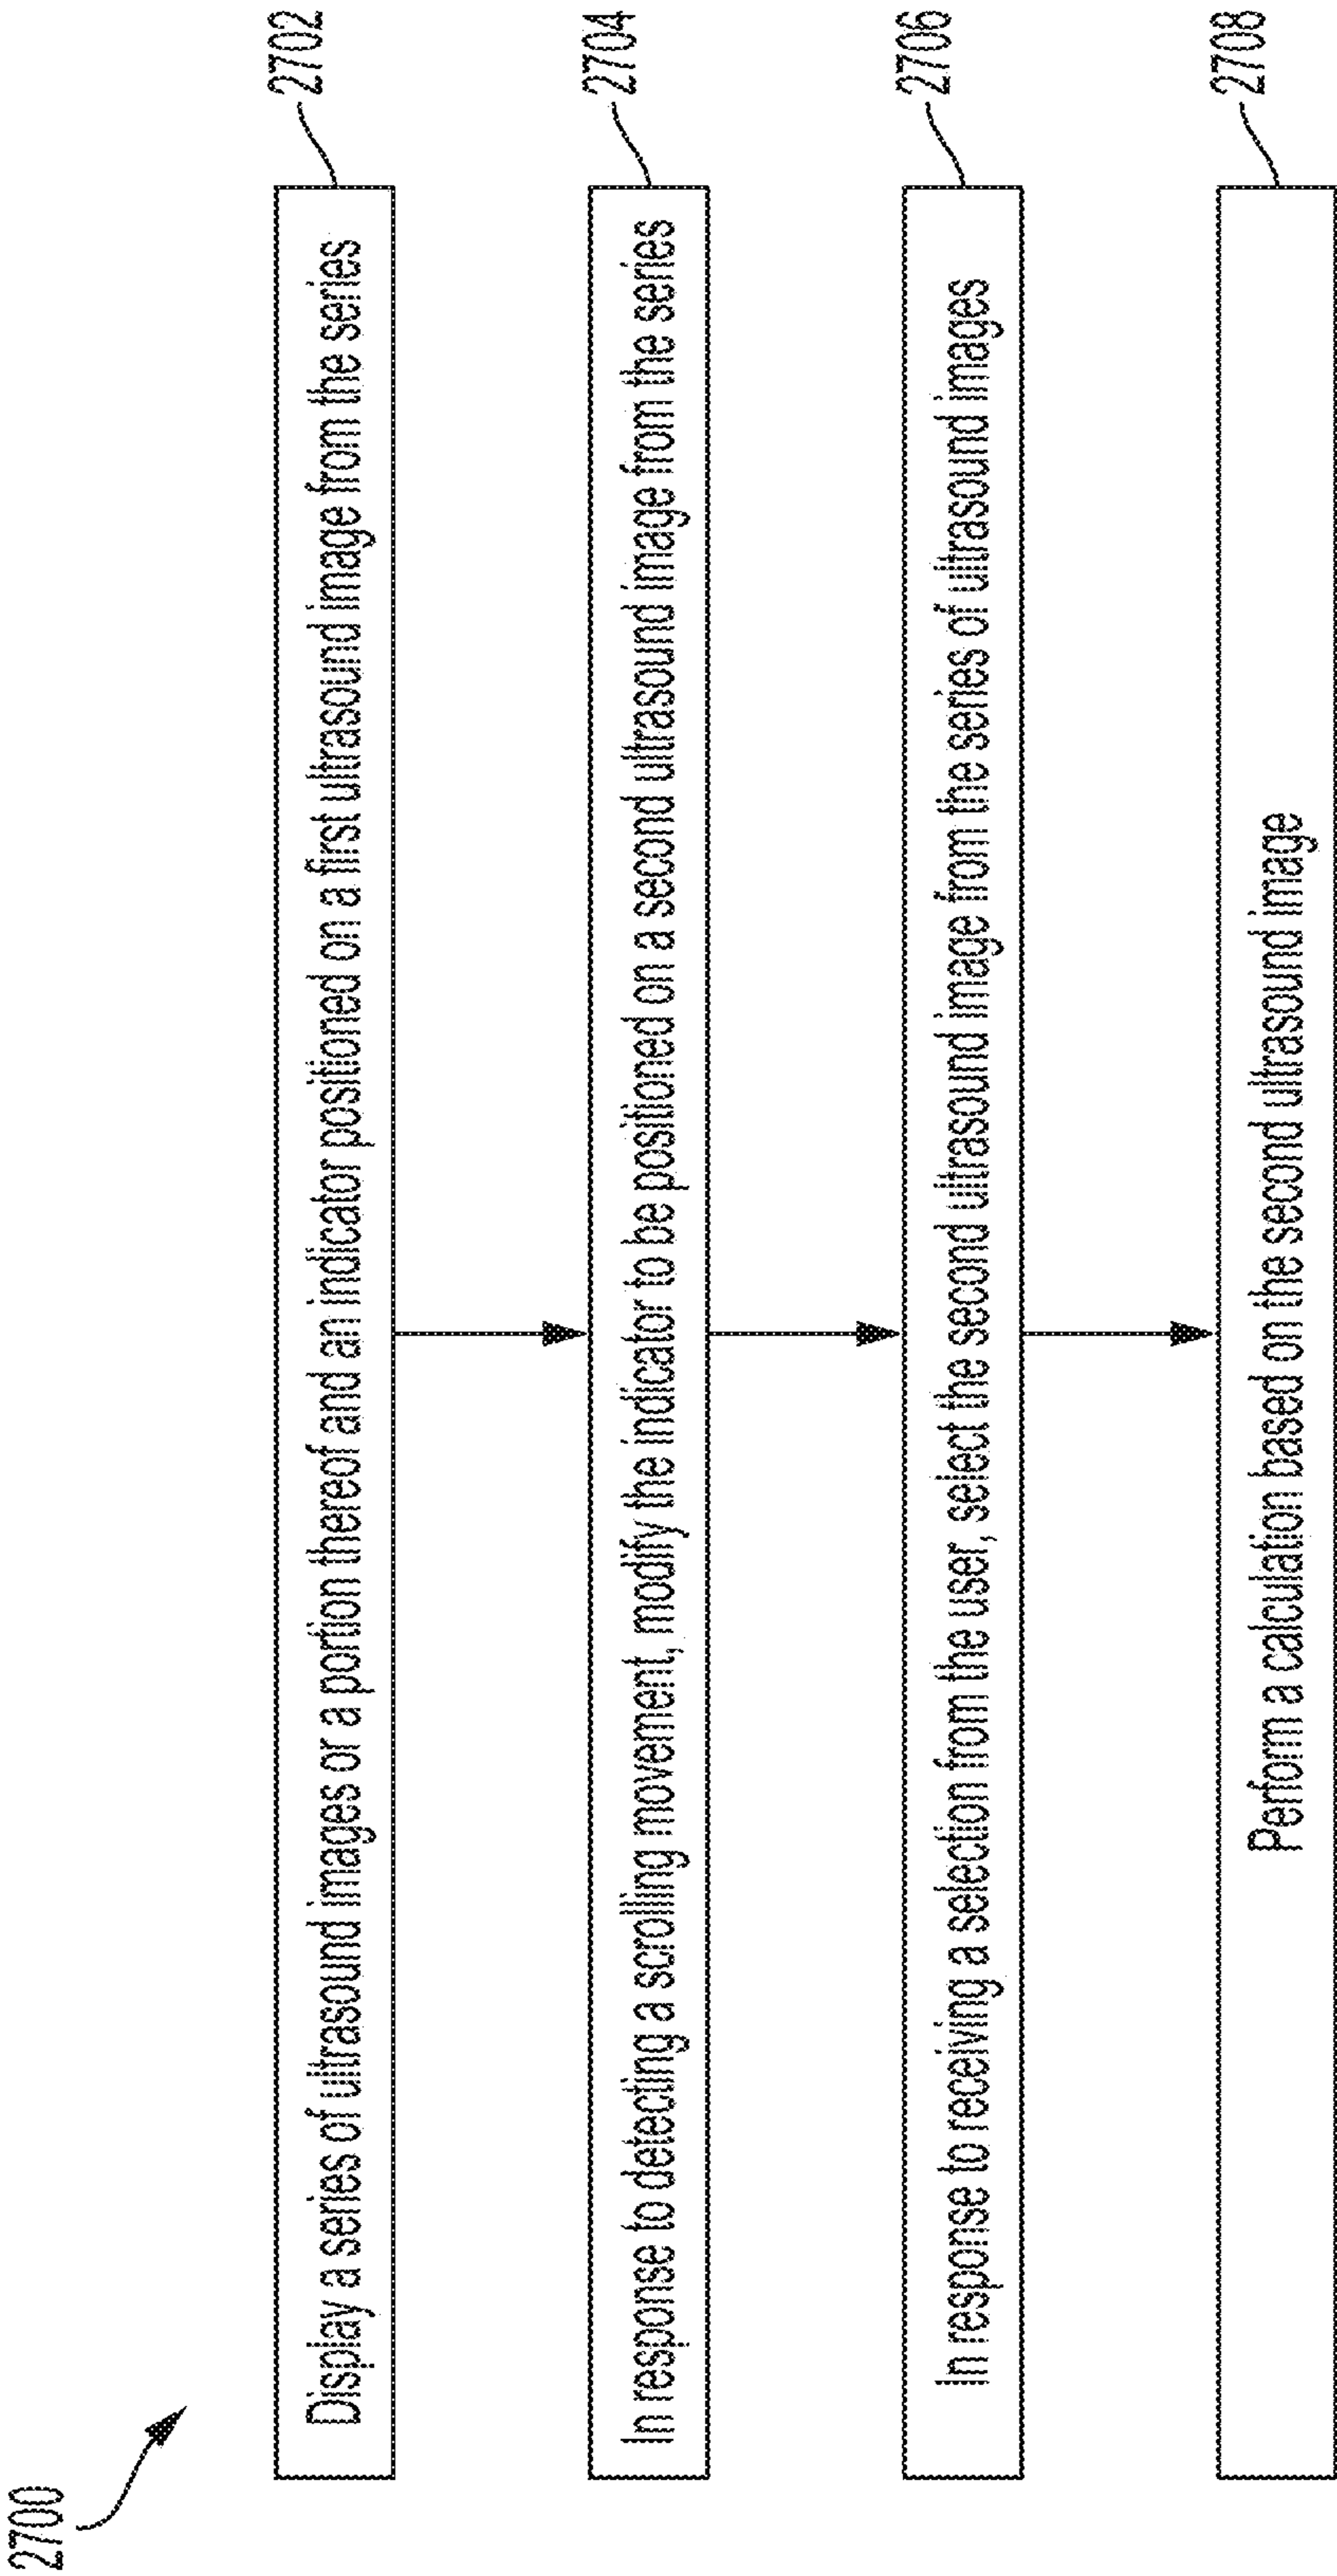 2700
Display a series of ultrasound images or a portion thereof and an indicator positioned on a first ultrasound image from the series
2702
In response to detecting a scrolling movement, modify the indicator to be positioned on a second ultrasound image from the series
2704
In response to receiving a selection from the user, select the second ultrasound image from the series of ultrasound images
2706
Perform a calculation based on the second ultrasound image
2708